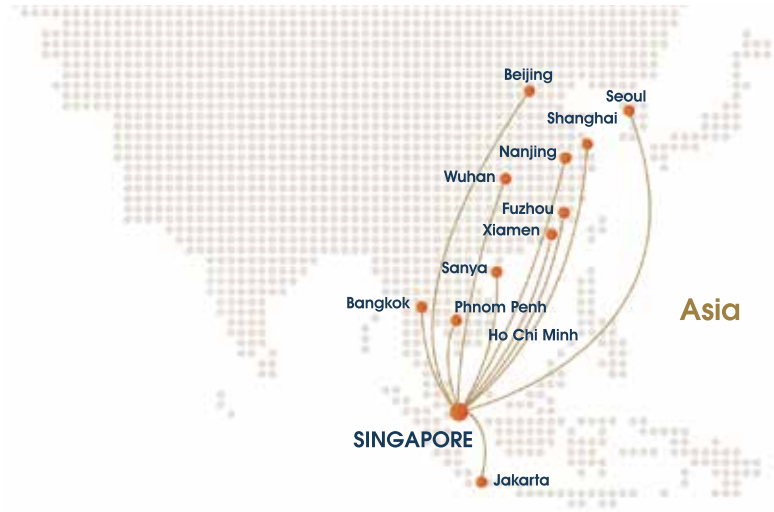 Beijing
Seoul
Shanghai
Nanjing
Wuhan
Fuzhou
Xiamen
Sanya
Bangkok
Phnom Penh
Asia
Ho Chi Minh
SINGAPORE
Jakarta